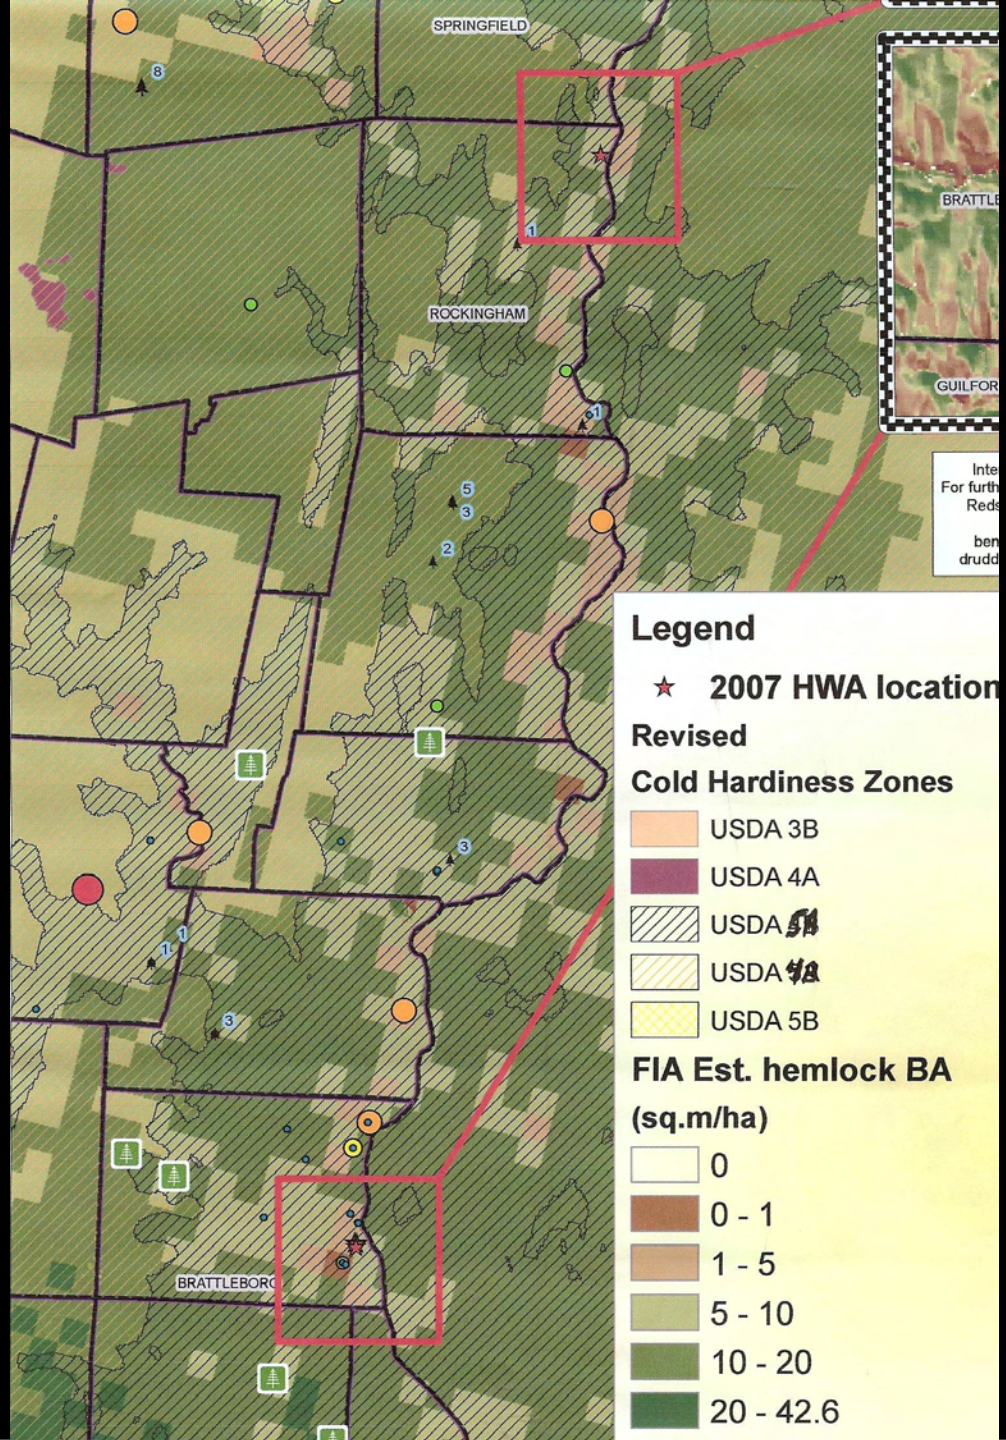 SPRINGFIELD
8
BRATTLE
1
ROCKINGHAM
GUILFOR
1
5
3
2
Inte
For furth
Reds
ben
drudd
Legend
2007 HWA location
Revised
Cold Hardiness Zones
USDA 3B
USDA 4A
USDA
USDA
USDA 5B
3
1
1
3
FIA Est. hemlock BA
(sq.m/ha)
0
0 - 1
1 - 5
5 - 10
10 - 20
20 - 42.6
BRATTLEBORO